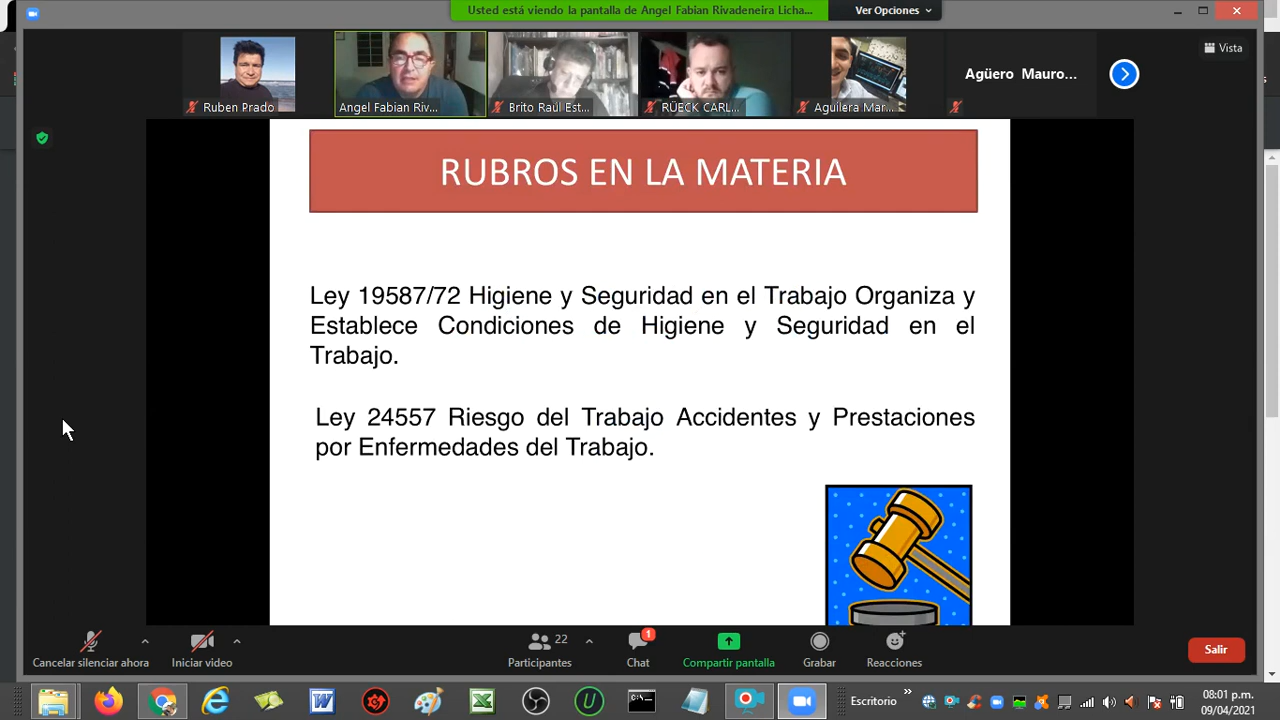 Usted está viendo la pantalla de Angel Fabian Rivadeneira Licha...
Ver Opciones
Vista
Ruben Prado
Angel Fabian Riv...
Brito Raúl Est...
RÜECK CARL...
Aguilera Mar...
Agüero Mauro...
RUBROS EN LA MATERIA
Ley 19587/72 Higiene y Seguridad en el Trabajo Organiza y
Establece Condiciones de Higiene y Seguridad en el
Trabajo.
Ley 24557 Riesgo del Trabajo Accidentes y Prestaciones
por Enfermedades del Trabajo.
Cancelar silenciar ahora
Iniciar video
22
Participantes
1
Chat
Compartir pantalla
Grabar
Reacciones
Salir
Escritorio
08:01 p.m.
09/04/2021